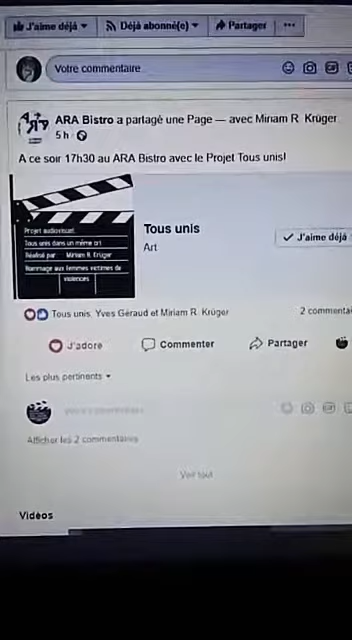 J'aime déjà Déjà abonné(e) Partager ...
Votre commentaire
GIF
ARA Bistro a partagé une Page — avec Miriam R. Krüger
5 h
A ce soir 17h30 au ARA Bistro avec le Projet Tous unis!
Projet audiovisuel
Tous unis dans un même cri
Réalisé par Miriam R. Krüger
Hommage aux femmes victimes de
violences
Tous unis
Art
J'aime déjà
Tous unis, Yves Géraud et Miriam R. Krüger
2 commentai
J'adore Commenter Partager
Les plus pertinents
Afficher les 2 commentaires
Voir tout
Vidéos